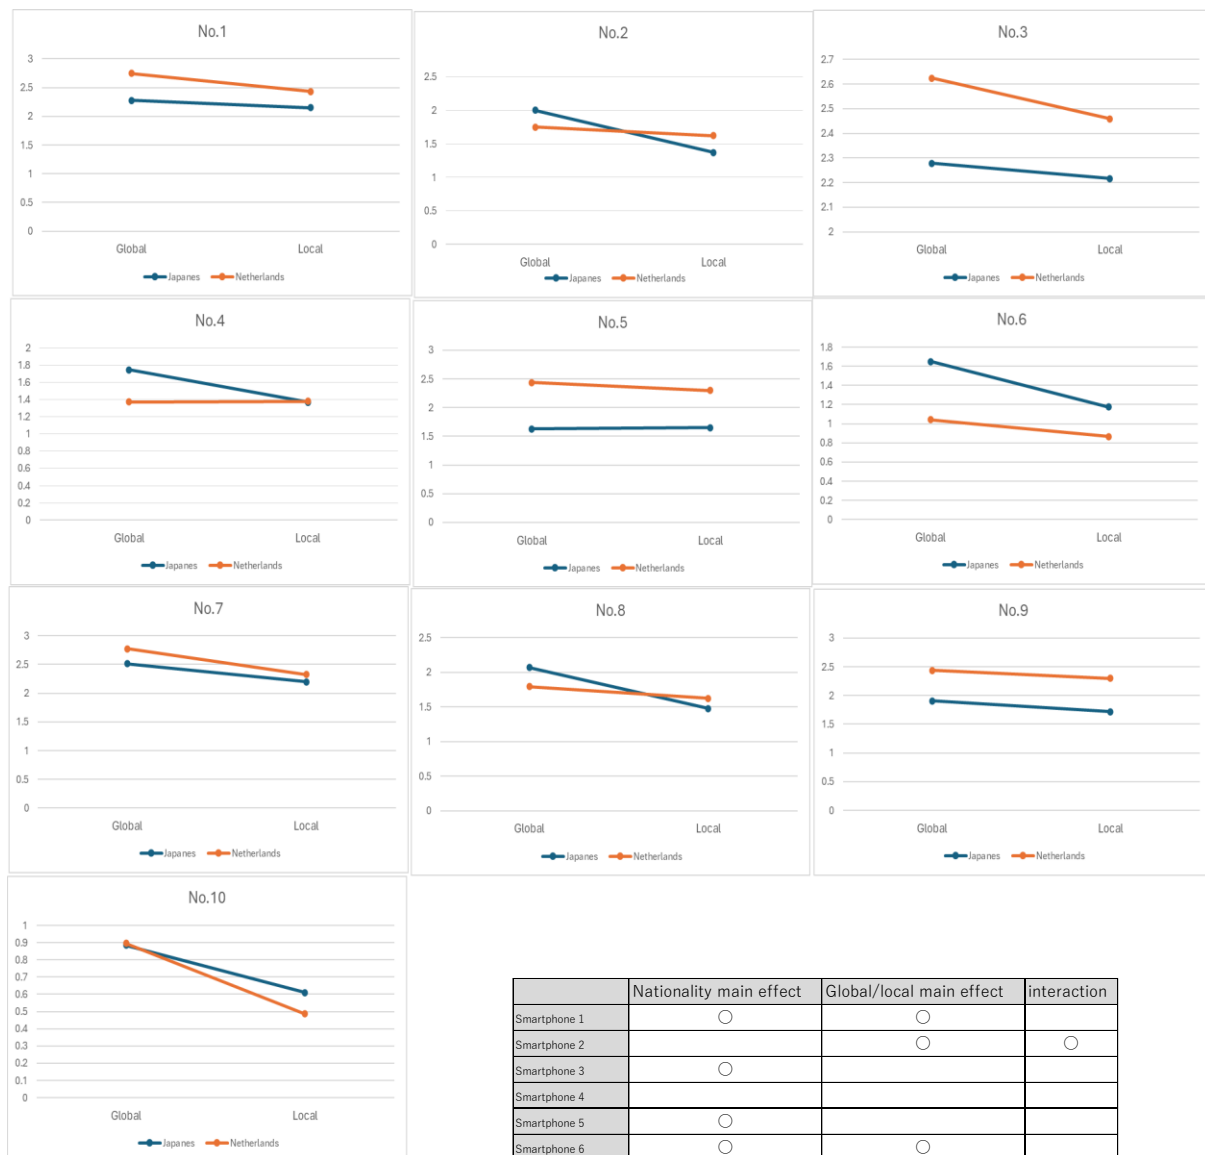 No.1
3
2.5
2
1.5
1
0.5
0
Global Local
Japanes Netherlands
No.2
2.5
2
1.5
1
0.5
0
Global Local
Japanes Netherlands
No.3
2.7
2.6
2.5
2.4
2.3
2.2
2.1
2
Global Local
Japanes Netherlands
No.4
2
1.8
1.6
1.4
1.2
1
0.8
0.6
0.4
0.2
0
Global Local
Japanes Netherlands
No.5
3
2.5
2
1.5
1
0.5
0
Global Local
Japanes Netherlands
No.6
1.8
1.6
1.4
1.2
1
0.8
0.6
0.4
0.2
0
Global Local
Japanes Netherlands
No.7
3
2.5
2
1.5
1
0.5
0
Global Local
Japanes Netherlands
No.8
2.5
2
1.5
1
0.5
0
Global Local
Japanes Netherlands
No.9
3
2.5
2
1.5
1
0.5
0
Global Local
Japanes Netherlands
No.10
1
0.9
0.8
0.7
0.6
0.5
0.4
0.3
0.2
0.1
0
Global Local
Japanes Netherlands
Nationality main effect Global/local main effect interaction
Smartphone 1 ○ ○
Smartphone 2 ○ ○
Smartphone 3 ○
Smartphone 4
Smartphone 5 ○
Smartphone 6 ○ ○